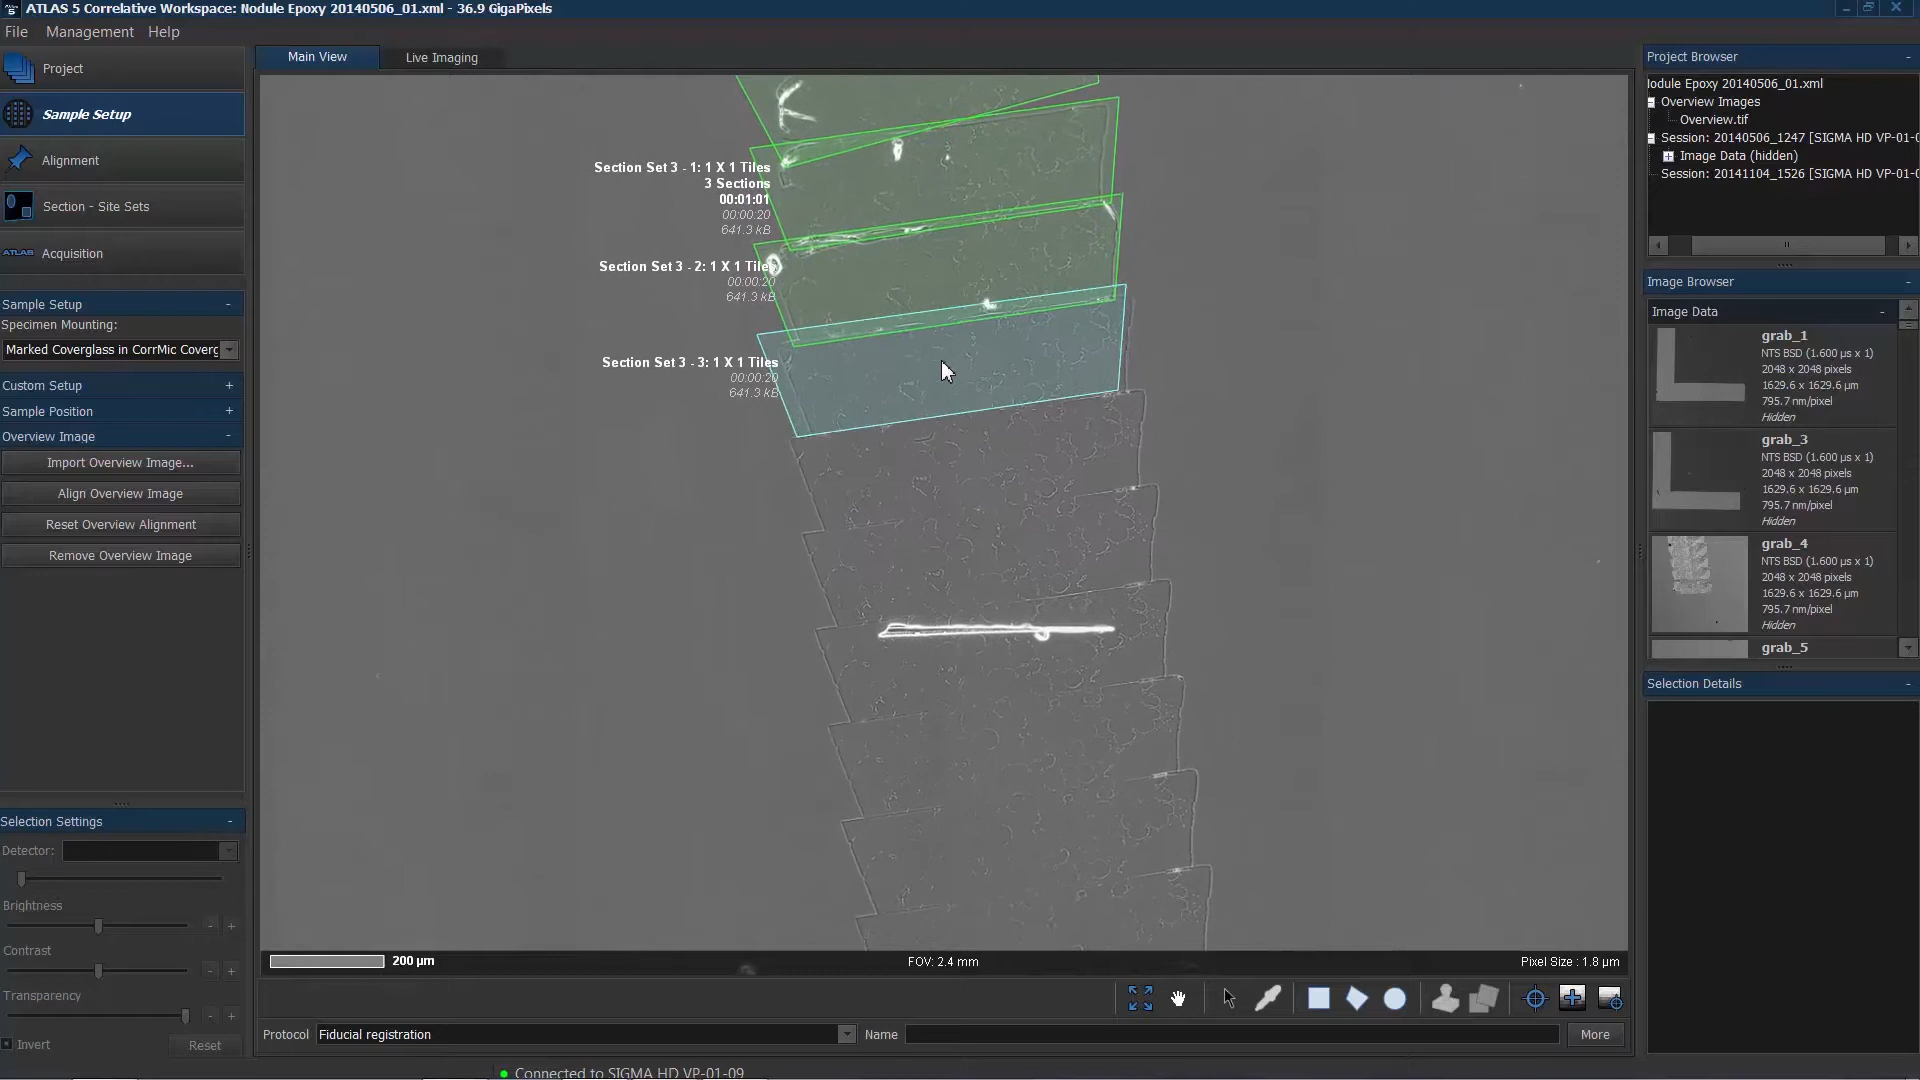 ATLAS 5 Correlative Workspace: Nodule Epoxy 20140506_01.xml - 36.9 GigaPixels
File Management Help
Project
Sample Setup
Alignment
Section - Site Sets
ATLAS Acquisition
Sample Setup -
Specimen Mounting:
Marked Coverglass in CorrMic Coverg
Custom Setup +
Sample Position +
Overview Image -
Import Overview Image...
Align Overview Image
Reset Overview Alignment
Remove Overview Image
Selection Settings -
Detector:
Brightness
- +
Contrast
- +
Transparency
- +
Invert
Reset
Main View Live Imaging
Section Set 3 - 1: 1 X 1 Tiles
3 Sections
00:01:01
00:00:20
641.3 kB
Section Set 3 - 2: 1 X 1 Tiles
00:00:20
641.3 kB
Section Set 3 - 3: 1 X 1 Tiles
00:00:20
641.3 kB
200 µm FOV: 2.4 mm Pixel Size : 1.8 µm
Protocol Fiducial registration Name More
Connected to SIGMA HD VP-01-09
Project Browser -
lodule Epoxy 20140506_01.xml
Overview Images
Overview.tif
Session: 20140506_1247 [SIGMA HD VP-01-0
Image Data (hidden)
Session: 20141104_1526 [SIGMA HD VP-01-0
Image Browser -
Image Data -
grab_1
NTS BSD (1.600 µs x 1)
2048 x 2048 pixels
1629.6 x 1629.6 µm
795.7 nm/pixel
Hidden
grab_3
NTS BSD (1.600 µs x 1)
2048 x 2048 pixels
1629.6 x 1629.6 µm
795.7 nm/pixel
Hidden
grab_4
NTS BSD (1.600 µs x 1)
2048 x 2048 pixels
1629.6 x 1629.6 µm
795.7 nm/pixel
Hidden
grab_5
Selection Details -